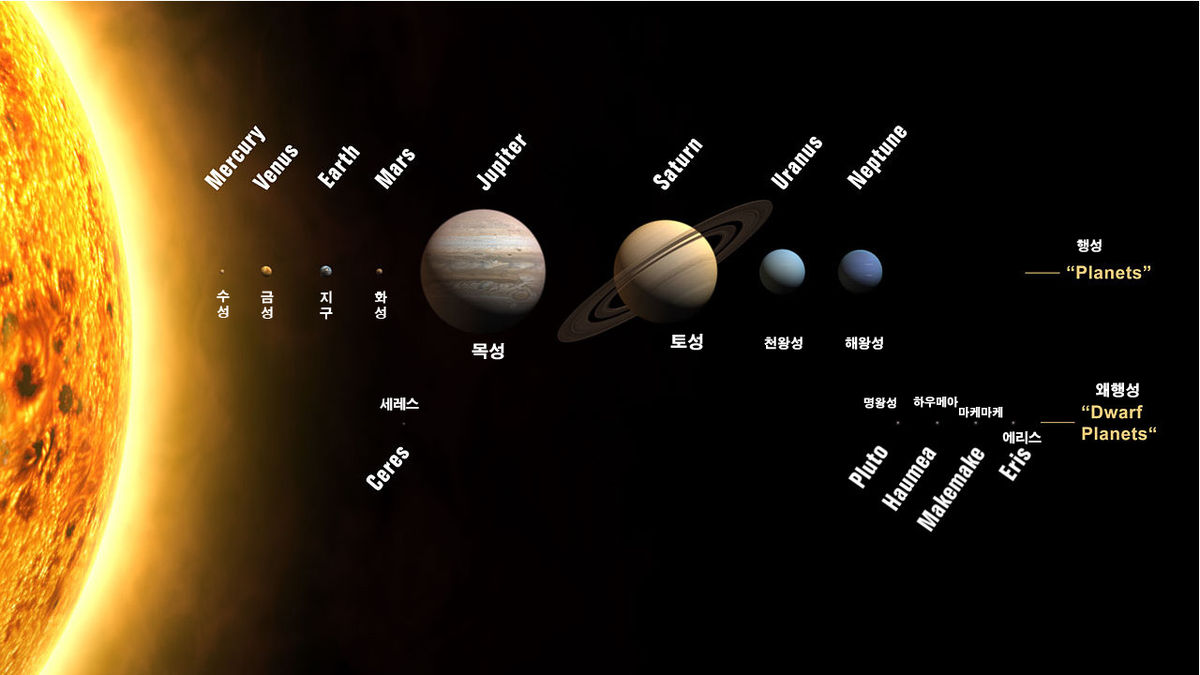 Mercury
Venus
Earth
Mars
Jupiter
Saturn
Uranus
Neptune
행성
“Planets”
수성
금성
지구
화성
목성
토성
천왕성
해왕성
세레스
명왕성
하우메아
마케마케
에리스
왜행성
“Dwarf
Planets“
Ceres
Pluto
Haumea
Makemake
Eris